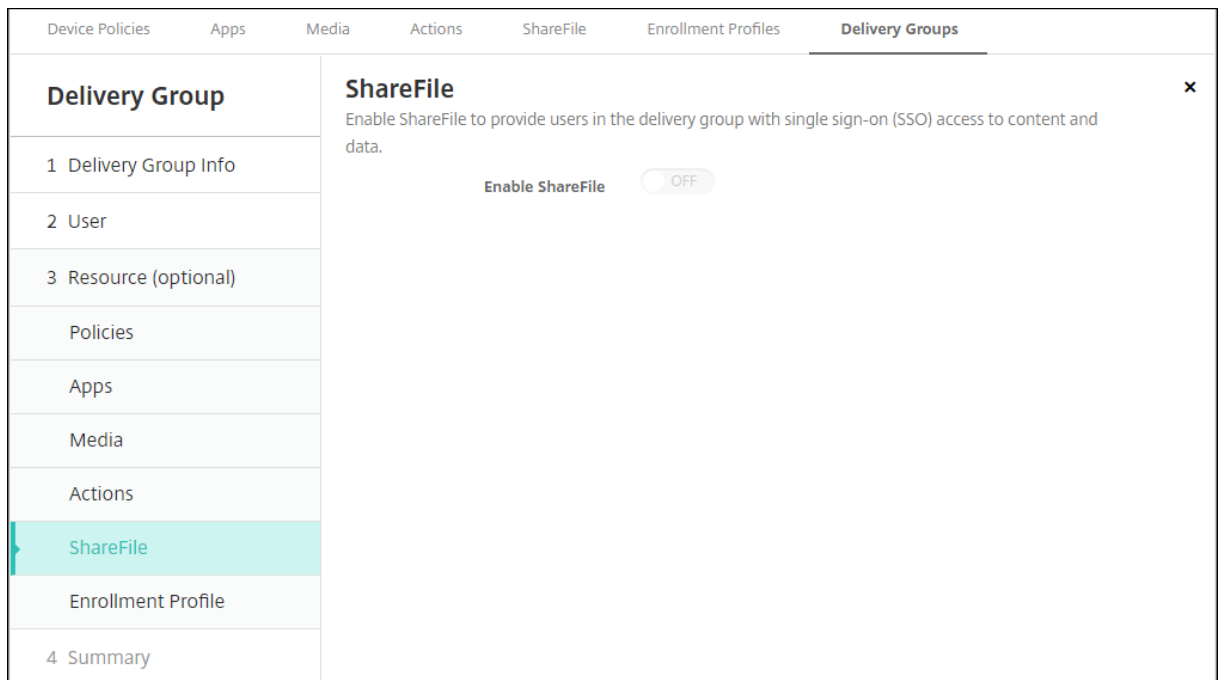 Device Policies Apps Media Actions ShareFile Enrollment Profiles Delivery Groups
Delivery Group
1 Delivery Group Info
2 User
3 Resource (optional)
Policies
Apps
Media
Actions
ShareFile
Enrollment Profile
4 Summary
ShareFile
Enable ShareFile to provide users in the delivery group with single sign-on (SSO) access to content and
data.
Enable ShareFile OFF